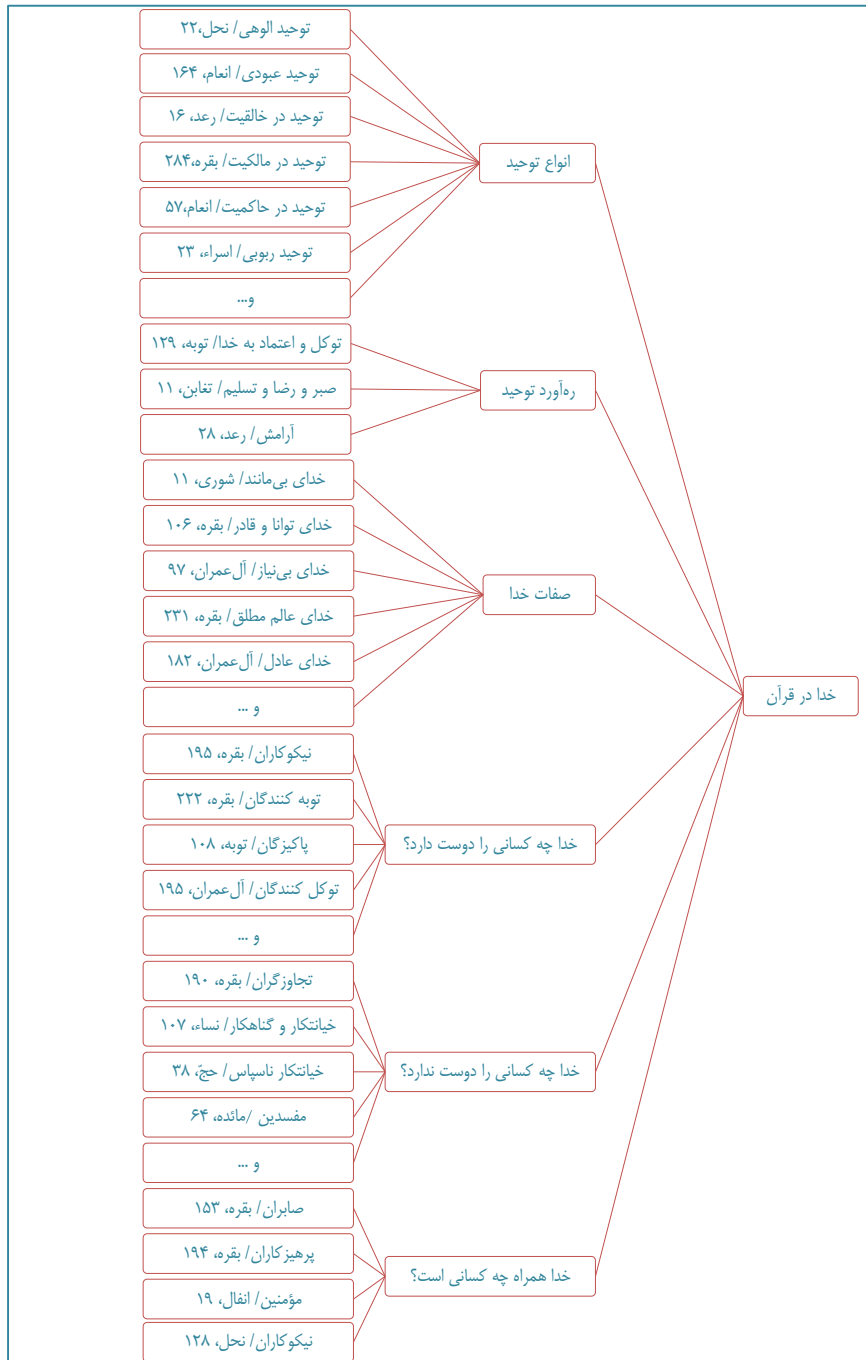 خدا در قرآن
انواع توحید
توحید الوهی/ نحل،۲۲
توحید عبودی/ انعام، ۱۶۴
توحید در خالقیت/ رعد، ۱۶
توحید در مالکیت/ بقره،۲۸۴
توحید در حاکمیت/ انعام،۵۷
توحید ربوبی/ اسراء، ۲۳
و...
ره‌آورد توحید
توکل و اعتماد به خدا/ توبه، ۱۲۹
صبر و رضا و تسلیم/ تغابن، ۱۱
آرامش/ رعد، ۲۸
صفات خدا
خدای بی‌مانند/ شوری، ۱۱
خدای توانا و قادر/ بقره، ۱۰۶
خدای بی‌نیاز/ آل‌عمران، ۹۷
خدای عالم مطلق/ بقره، ۲۳۱
خدای عادل/ آل‌عمران، ۱۸۲
و ...
خدا چه کسانی را دوست دارد؟
نیکوکاران/ بقره، ۱۹۵
توبه کنندگان/ بقره، ۲۲۲
پاکیزگان/ توبه، ۱۰۸
توکل کنندگان/ آل‌عمران، ۱۹۵
و ...
خدا چه کسانی را دوست ندارد؟
تجاوزگران/ بقره، ۱۹۰
خیانتکار و گناهکار/ نساء، ۱۰۷
خیانتکار ناسپاس/ حجّ، ۳۸
مفسدین /مائده، ۶۴
و ...
خدا همراه چه کسانی است؟
صابران/ بقره، ۱۵۳
پرهیزکاران/ بقره، ۱۹۴
مؤمنین/ انفال، ۱۹
نیکوکاران/ نحل، ۱۲۸